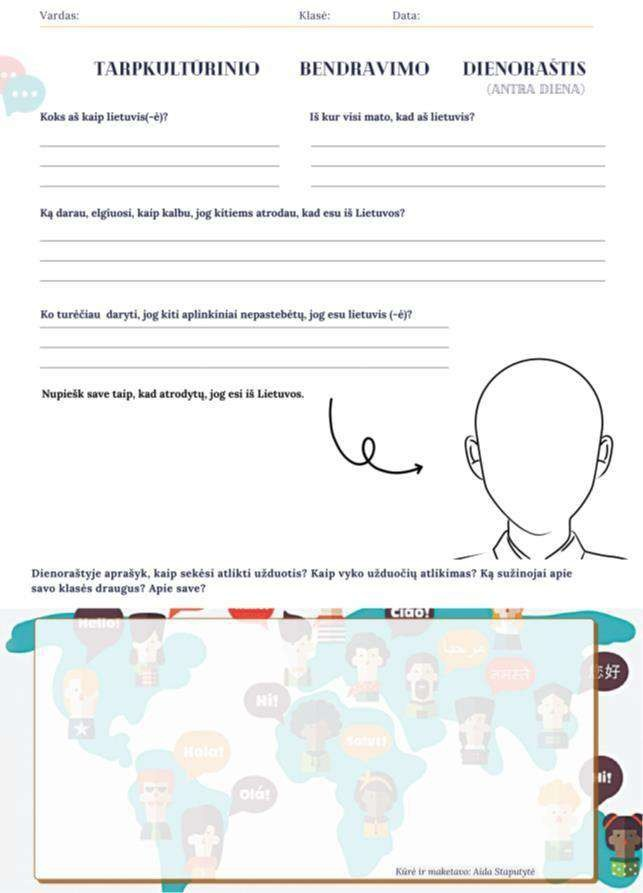 Vardas: Klasė: Data:
TARPKULTŪRINIO BENDRAVIMO DIENORAŠTIS
(ANTRA DIENA)
Koks aš kaip lietuvis(-ė)? Iš kur visi mato, kad aš lietuvis?
Ką darau, elgiuosi, kaip kalbu, jog kitiems atrodau, kad esu iš Lietuvos?
Ko turėčiau daryti, jog kiti aplinkiniai nepastebėtų, jog esu lietuvis (-ė)?
Nupiešk save taip, kad atrodytų, jog esi iš Lietuvos.
Dienoraštyje aprašyk, kaip sekėsi atlikti užduotis? Kaip vyko užduočių atlikimas? Ką sužinojai apie
savo klasės draugus? Apie save?
Hello!
Ciao!
مرحبا
नमस्ते
您好
Hi!
Salut!
Hola!
Hi!
Olá!
Kūrė ir maketavo: Aida Staputytė